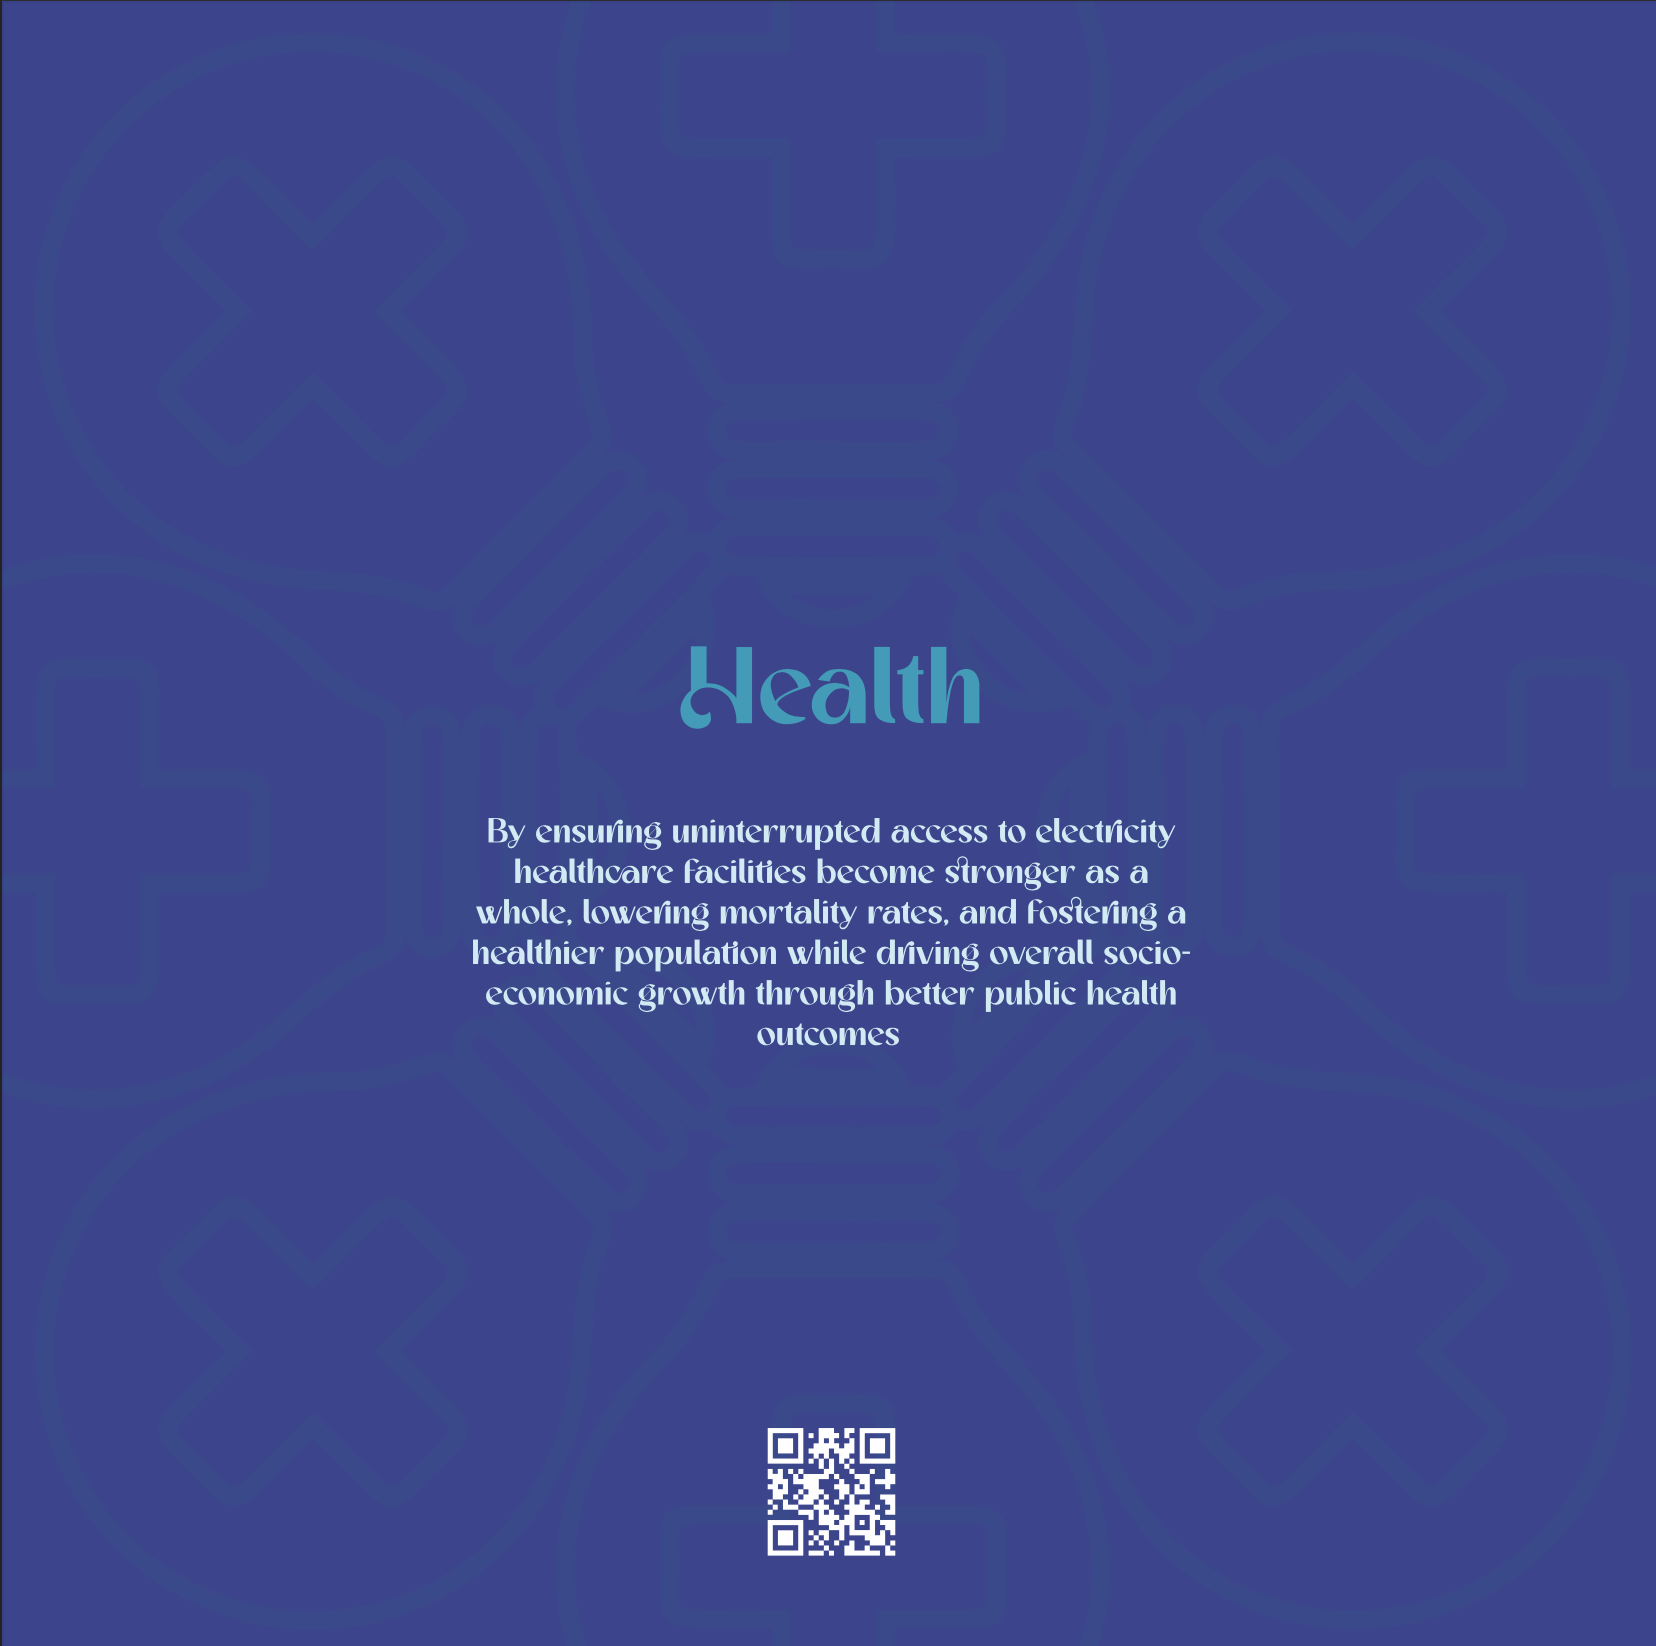 Health
By ensuring uninterrupted access to electricity
healthcare facilities become stronger as a
whole, lowering mortality rates, and fostering a
healthier population while driving overall socio-
economic growth through better public health
outcomes